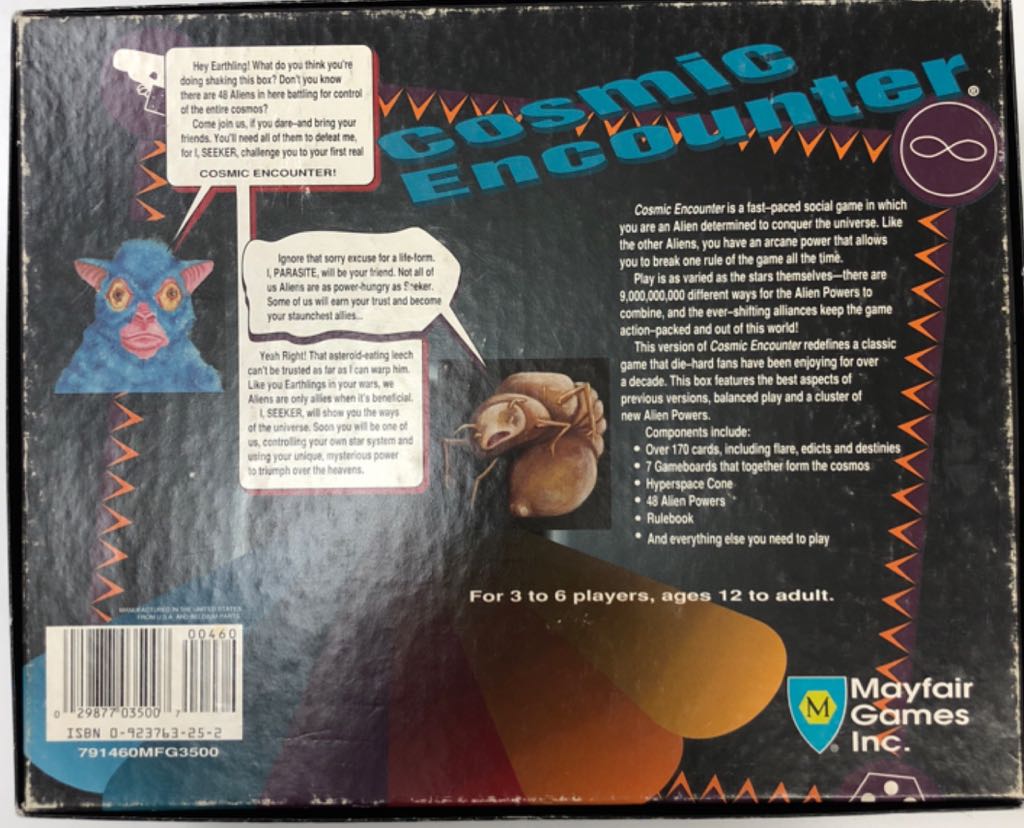 Cosmic
Encounter®
Hey Earthling! What do you think you're
doing shaking this box? Don't you know
there are 48 Aliens in here battling for control
of the entire cosmos?
Come join us, if you dare—and bring your
friends. You'll need all of them to defeat me,
for I, SEEKER, challenge you to your first real
COSMIC ENCOUNTER!
Ignore that sorry excuse for a life-form.
I, PARASITE, will be your friend. Not all of
us Aliens are as power-hungry as Seeker.
Some of us will earn your trust and become
your staunchest allies...
Yeah Right! That asteroid-eating leech
can't be trusted as far as I can warp him.
Like you Earthlings in your wars, we
Aliens are only allies when it's beneficial.
I, SEEKER, will show you the ways
of the universe. Soon you will be one of
us, controlling your own star system and
using your unique, mysterious power
to triumph over the heavens.
Cosmic Encounter is a fast–paced social game in which
you are an Alien determined to conquer the universe. Like
the other Aliens, you have an arcane power that allows
you to break one rule of the game all the time.
Play is as varied as the stars themselves—there are
9,000,000,000 different ways for the Alien Powers to
combine, and the ever–shifting alliances keep the game
action–packed and out of this world!
This version of Cosmic Encounter redefines a classic
game that die–hard fans have been enjoying for over
a decade. This box features the best aspects of
previous versions, balanced play and a cluster of
new Alien Powers.
Components include:
• Over 170 cards, including flare, edicts and destinies
• 7 Gameboards that together form the cosmos
• Hyperspace Cone
• 48 Alien Powers
• Rulebook
• And everything else you need to play
For 3 to 6 players, ages 12 to adult.
MANUFACTURED IN THE UNITED STATES
FROM U.S.A. AND BELGIUM PARTS
00460
0 29877 03500 7
ISBN 0-923763-25-2
791460MFG3500
M
Mayfair
Games
Inc.